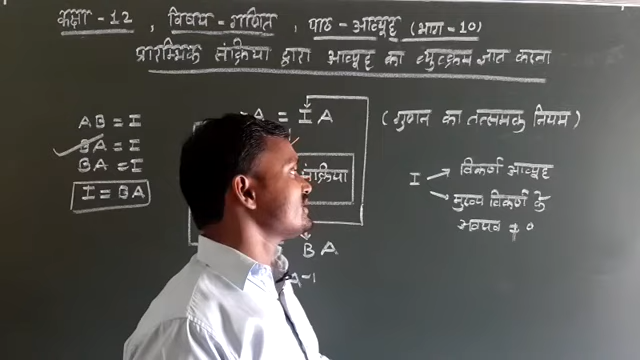 कक्षा - 12 , विषय = गणित , पाठ - आव्यूह (भाग = 10)
प्रारम्भिक संक्रिया द्वारा आव्यूह का व्युत्क्रम ज्ञात करना
AB = I
BA = I
BA = I
I = BA
A = I A
संक्रिया
BA
-1
(गुणन का तत्समक नियम)
I
विकर्ण आव्यूह
मुख्य विकर्ण के
अवयव ≠ 0